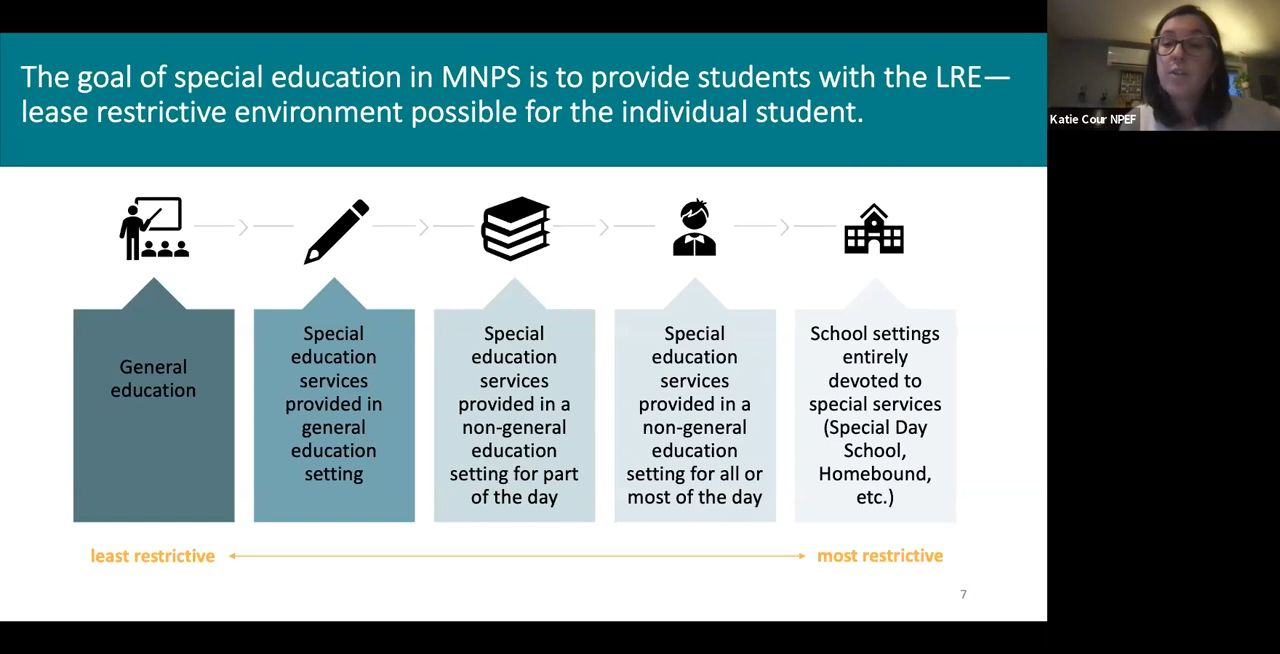 The goal of special education in MNPS is to provide students with the LRE—
lease restrictive environment possible for the individual student.
Katie Cour NPEF
General
education
Special
education
services
provided in
general
education
setting
Special
education
services
provided in a
non-general
education
setting for part
of the day
Special
education
services
provided in a
non-general
education
setting for all or
most of the day
School settings
entirely
devoted to
special services
(Special Day
School,
Homebound,
etc.)
least restrictive
most restrictive
7